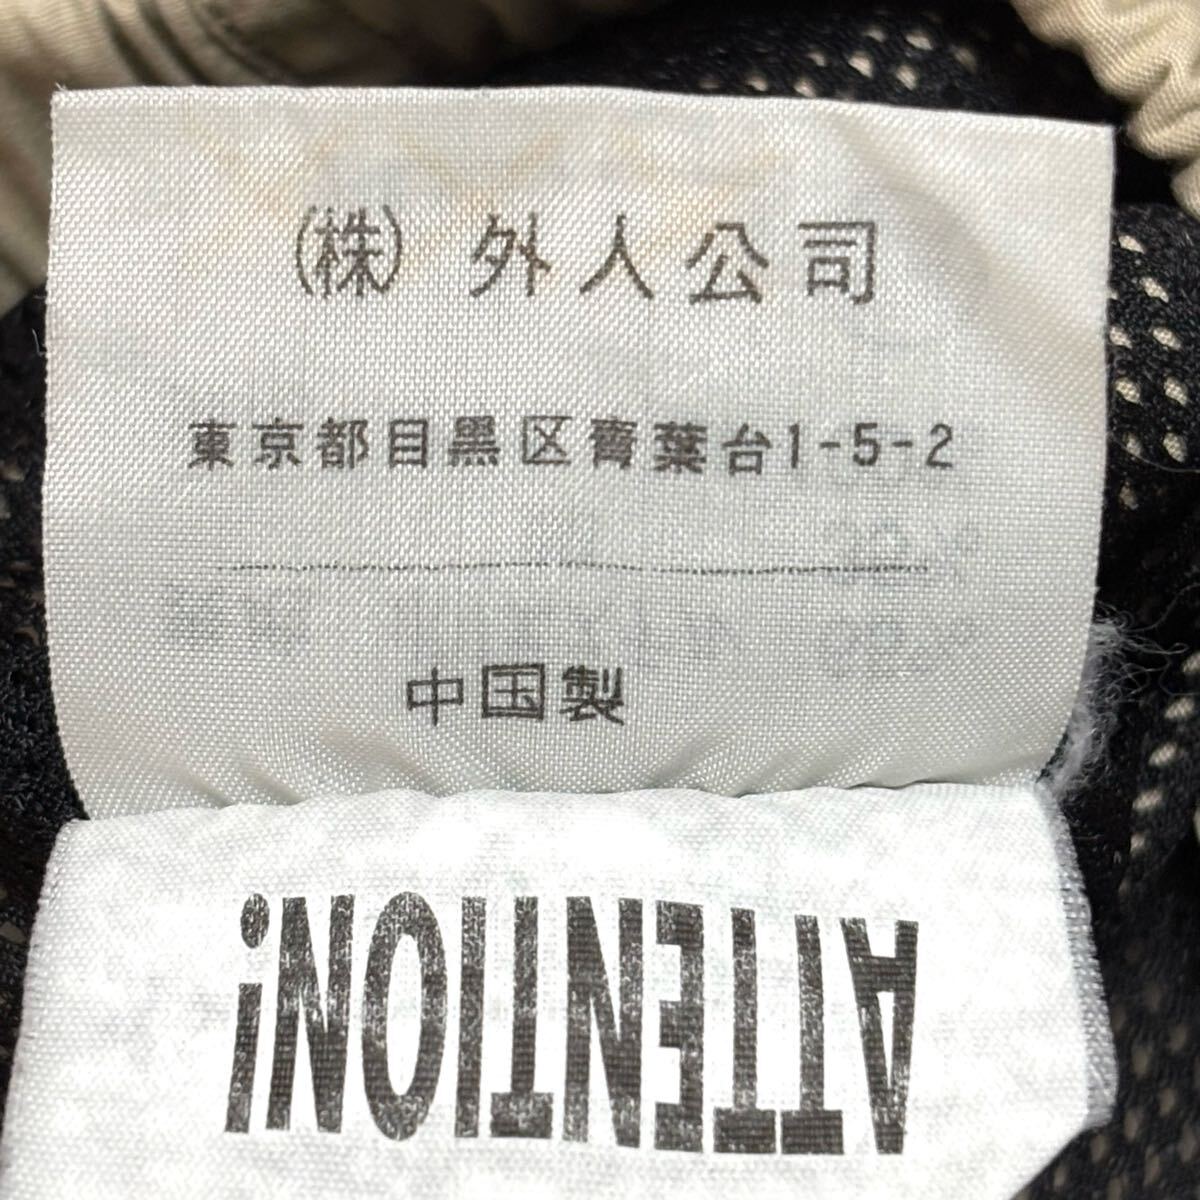 (株) 外人公司
東京都目黒区青葉台1-5-2
中国製
ATTENTION!